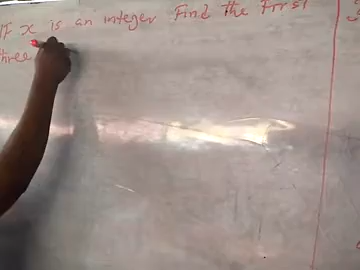 If x is an integer Find the First
three